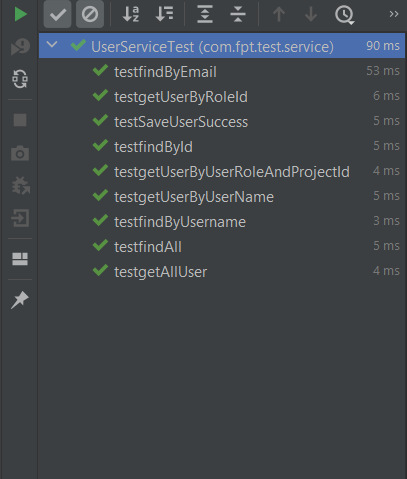 UserServiceTest (com.fpt.test.service) 90 ms
testfindByEmail 53 ms
testgetUserByRoleId 6 ms
testSaveUserSuccess 5 ms
testfindById 5 ms
testgetUserByUserRoleAndProjectId 4 ms
testgetUserByUserName 5 ms
testfindByUsername 3 ms
testfindAll 5 ms
testgetAllUser 4 ms